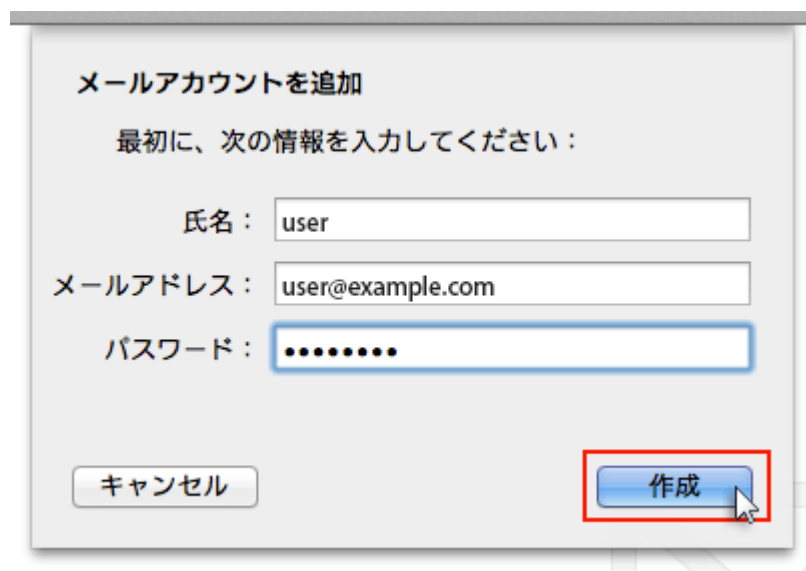 メールアカウントを追加
最初に、次の情報を入力してください：
氏名： user
メールアドレス： user@example.com
パスワード： ••••••••
キャンセル 作成